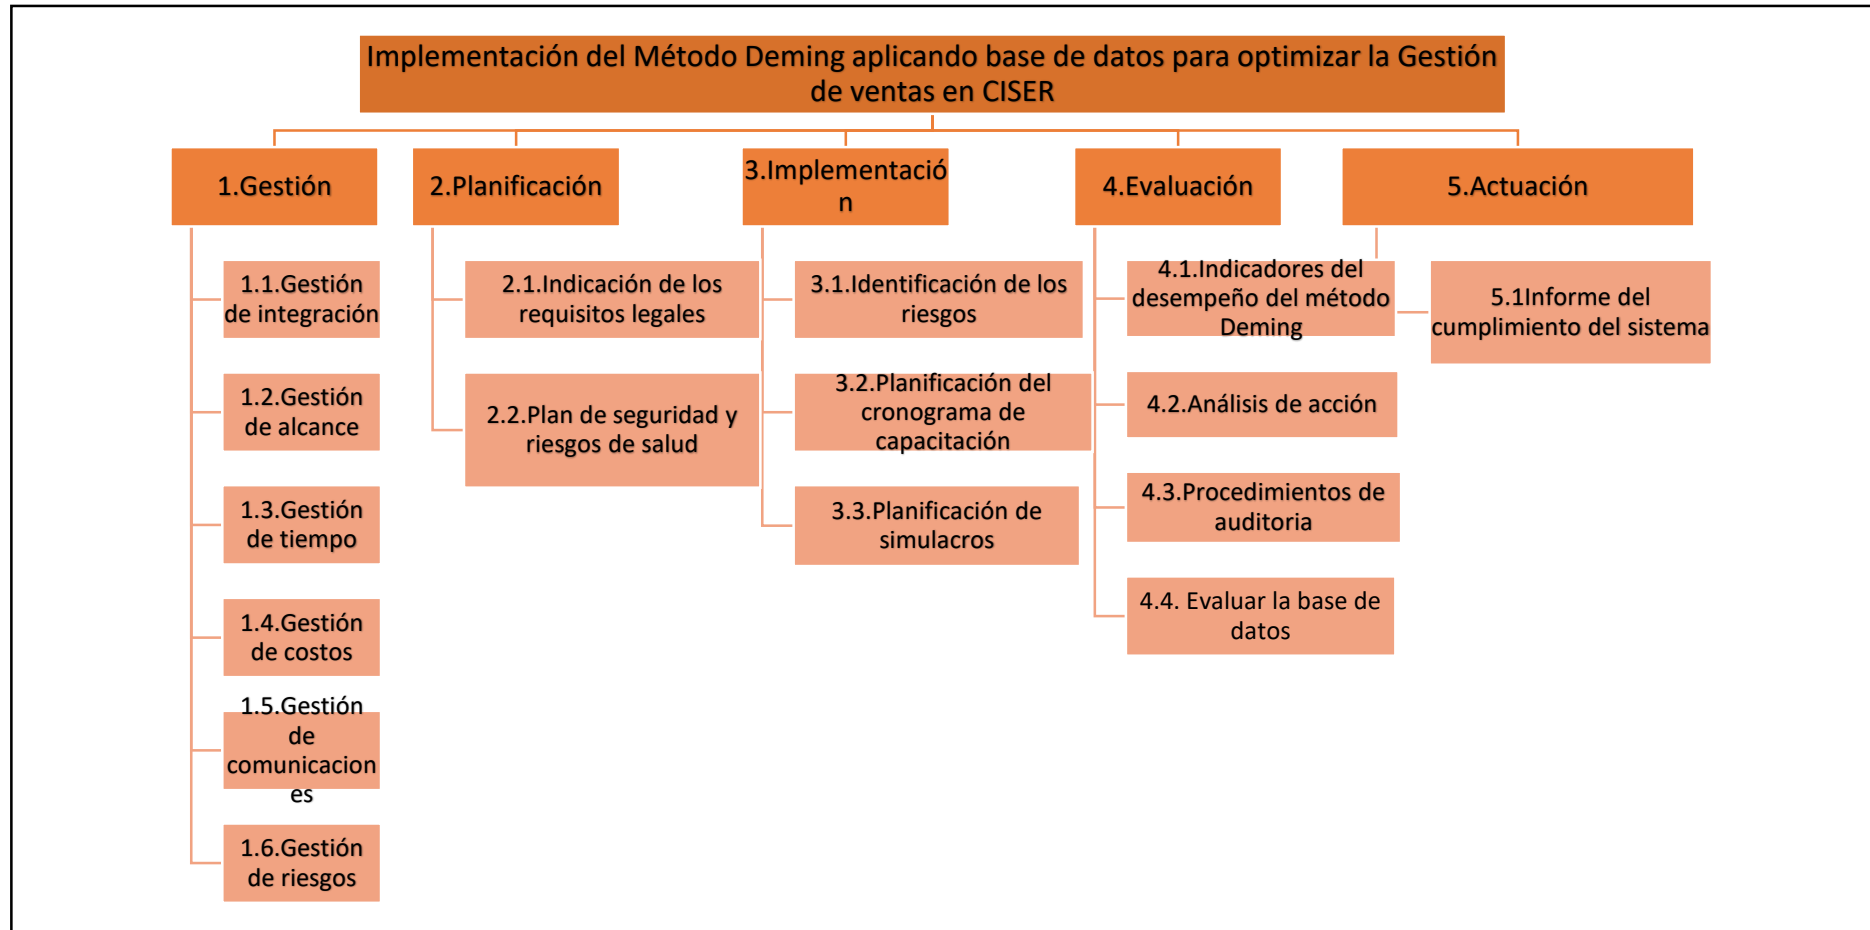 Implementación del Método Deming aplicando base de datos para optimizar la Gestión
de ventas en CISER
1.Gestión
1.1.Gestión
de integración
1.2.Gestión
de alcance
1.3.Gestión
de tiempo
1.4.Gestión
de costos
1.5.Gestión
de
comunicacion
es
1.6.Gestión
de riesgos
2.Planificación
2.1.Indicación de los
requisitos legales
2.2.Plan de seguridad y
riesgos de salud
3.Implementació
n
3.1.Identificación de los
riesgos
3.2.Planificación del
cronograma de
capacitación
3.3.Planificación de
simulacros
4.Evaluación
4.1.Indicadores del
desempeño del método
Deming
4.2.Análisis de acción
4.3.Procedimientos de
auditoria
4.4. Evaluar la base de
datos
5.Actuación
5.1Informe del
cumplimiento del sistema